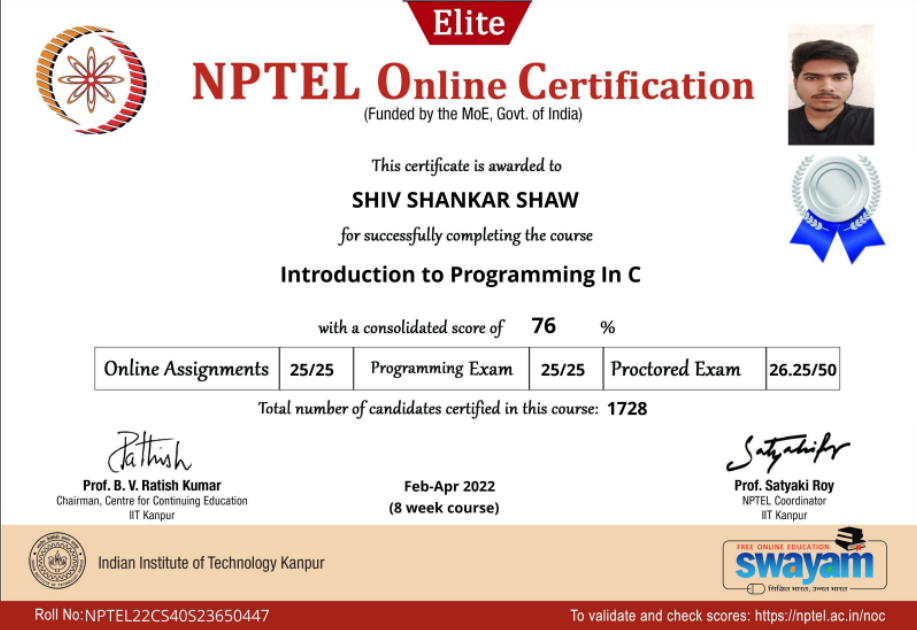 Elite
NPTEL Online Certification
(Funded by the MoE, Govt. of India)
This certificate is awarded to
SHIV SHANKAR SHAW
for successfully completing the course
Introduction to Programming In C
with a consolidated score of 76 %
Online Assignments 25/25 Programming Exam 25/25 Proctored Exam 26.25/50
Total number of candidates certified in this course: 1728
Prof. B. V. Ratish Kumar
Chairman, Centre for Continuing Education
IIT Kanpur
Feb-Apr 2022
(8 week course)
Prof. Satyaki Roy
NPTEL Coordinator
IIT Kanpur
Indian Institute of Technology Kanpur
FREE ONLINE EDUCATION
swayam
शिक्षित भारत, उन्नत भारत
Roll No:NPTEL22CS40S23650447
To validate and check scores: https://nptel.ac.in/noc